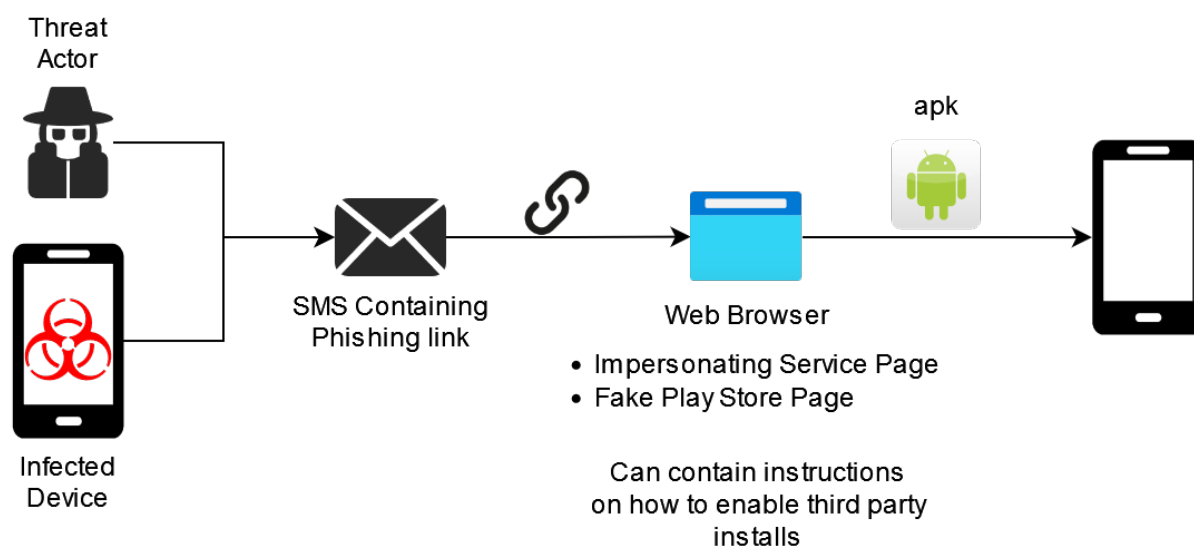 Threat
Actor
apk
SMS Containing
Phishing link
Web Browser
• Impersonating Service Page
• Fake Play Store Page
Infected
Device
Can contain instructions
on how to enable third party
installs